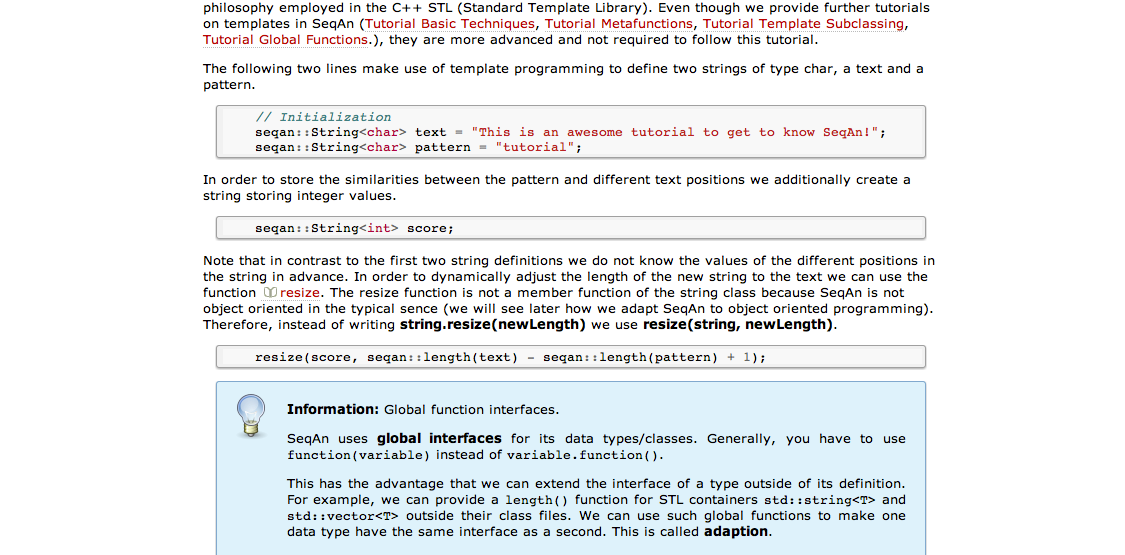 philosophy employed in the C++ STL (Standard Template Library). Even though we provide further tutorials
on templates in SeqAn (Tutorial Basic Techniques, Tutorial Metafunctions, Tutorial Template Subclassing,
Tutorial Global Functions.), they are more advanced and not required to follow this tutorial.
The following two lines make use of template programming to define two strings of type char, a text and a
pattern.
// Initialization
seqan::String<char> text = "This is an awesome tutorial to get to know SeqAn!";
seqan::String<char> pattern = "tutorial";
In order to store the similarities between the pattern and different text positions we additionally create a
string storing integer values.
seqan::String<int> score;
Note that in contrast to the first two string definitions we do not know the values of the different positions in
the string in advance. In order to dynamically adjust the length of the new string to the text we can use the
function resize. The resize function is not a member function of the string class because SeqAn is not
object oriented in the typical sence (we will see later how we adapt SeqAn to object oriented programming).
Therefore, instead of writing string.resize(newLength) we use resize(string, newLength).
resize(score, seqan::length(text) - seqan::length(pattern) + 1);
Information: Global function interfaces.
SeqAn uses global interfaces for its data types/classes. Generally, you have to use
function(variable) instead of variable.function().
This has the advantage that we can extend the interface of a type outside of its definition.
For example, we can provide a length() function for STL containers std::string<T> and
std::vector<T> outside their class files. We can use such global functions to make one
data type have the same interface as a second. This is called adaption.